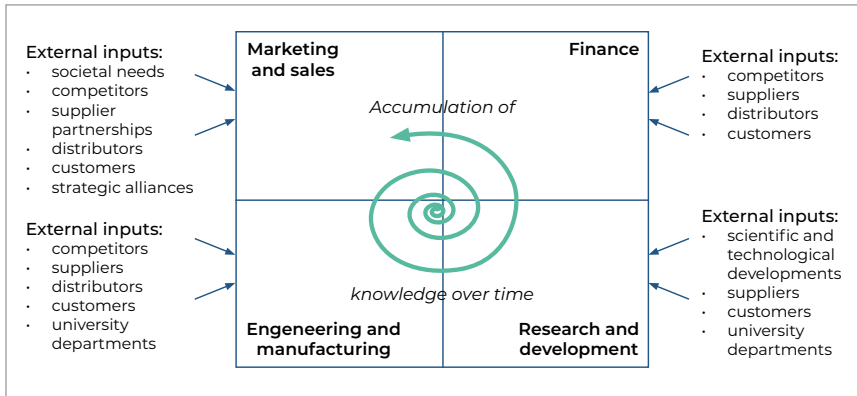 External inputs:
• societal needs
• competitors
• supplier
partnerships
• distributors
• customers
• strategic alliances
Marketing
and sales
Finance
External inputs:
• competitors
• suppliers
• distributors
• customers
Accumulation of
knowledge over time
External inputs:
• competitors
• suppliers
• distributors
• customers
• university
departments
Engeneering and
manufacturing
Research and
development
External inputs:
• scientific and
technological
developments
• suppliers
• customers
• university
departments